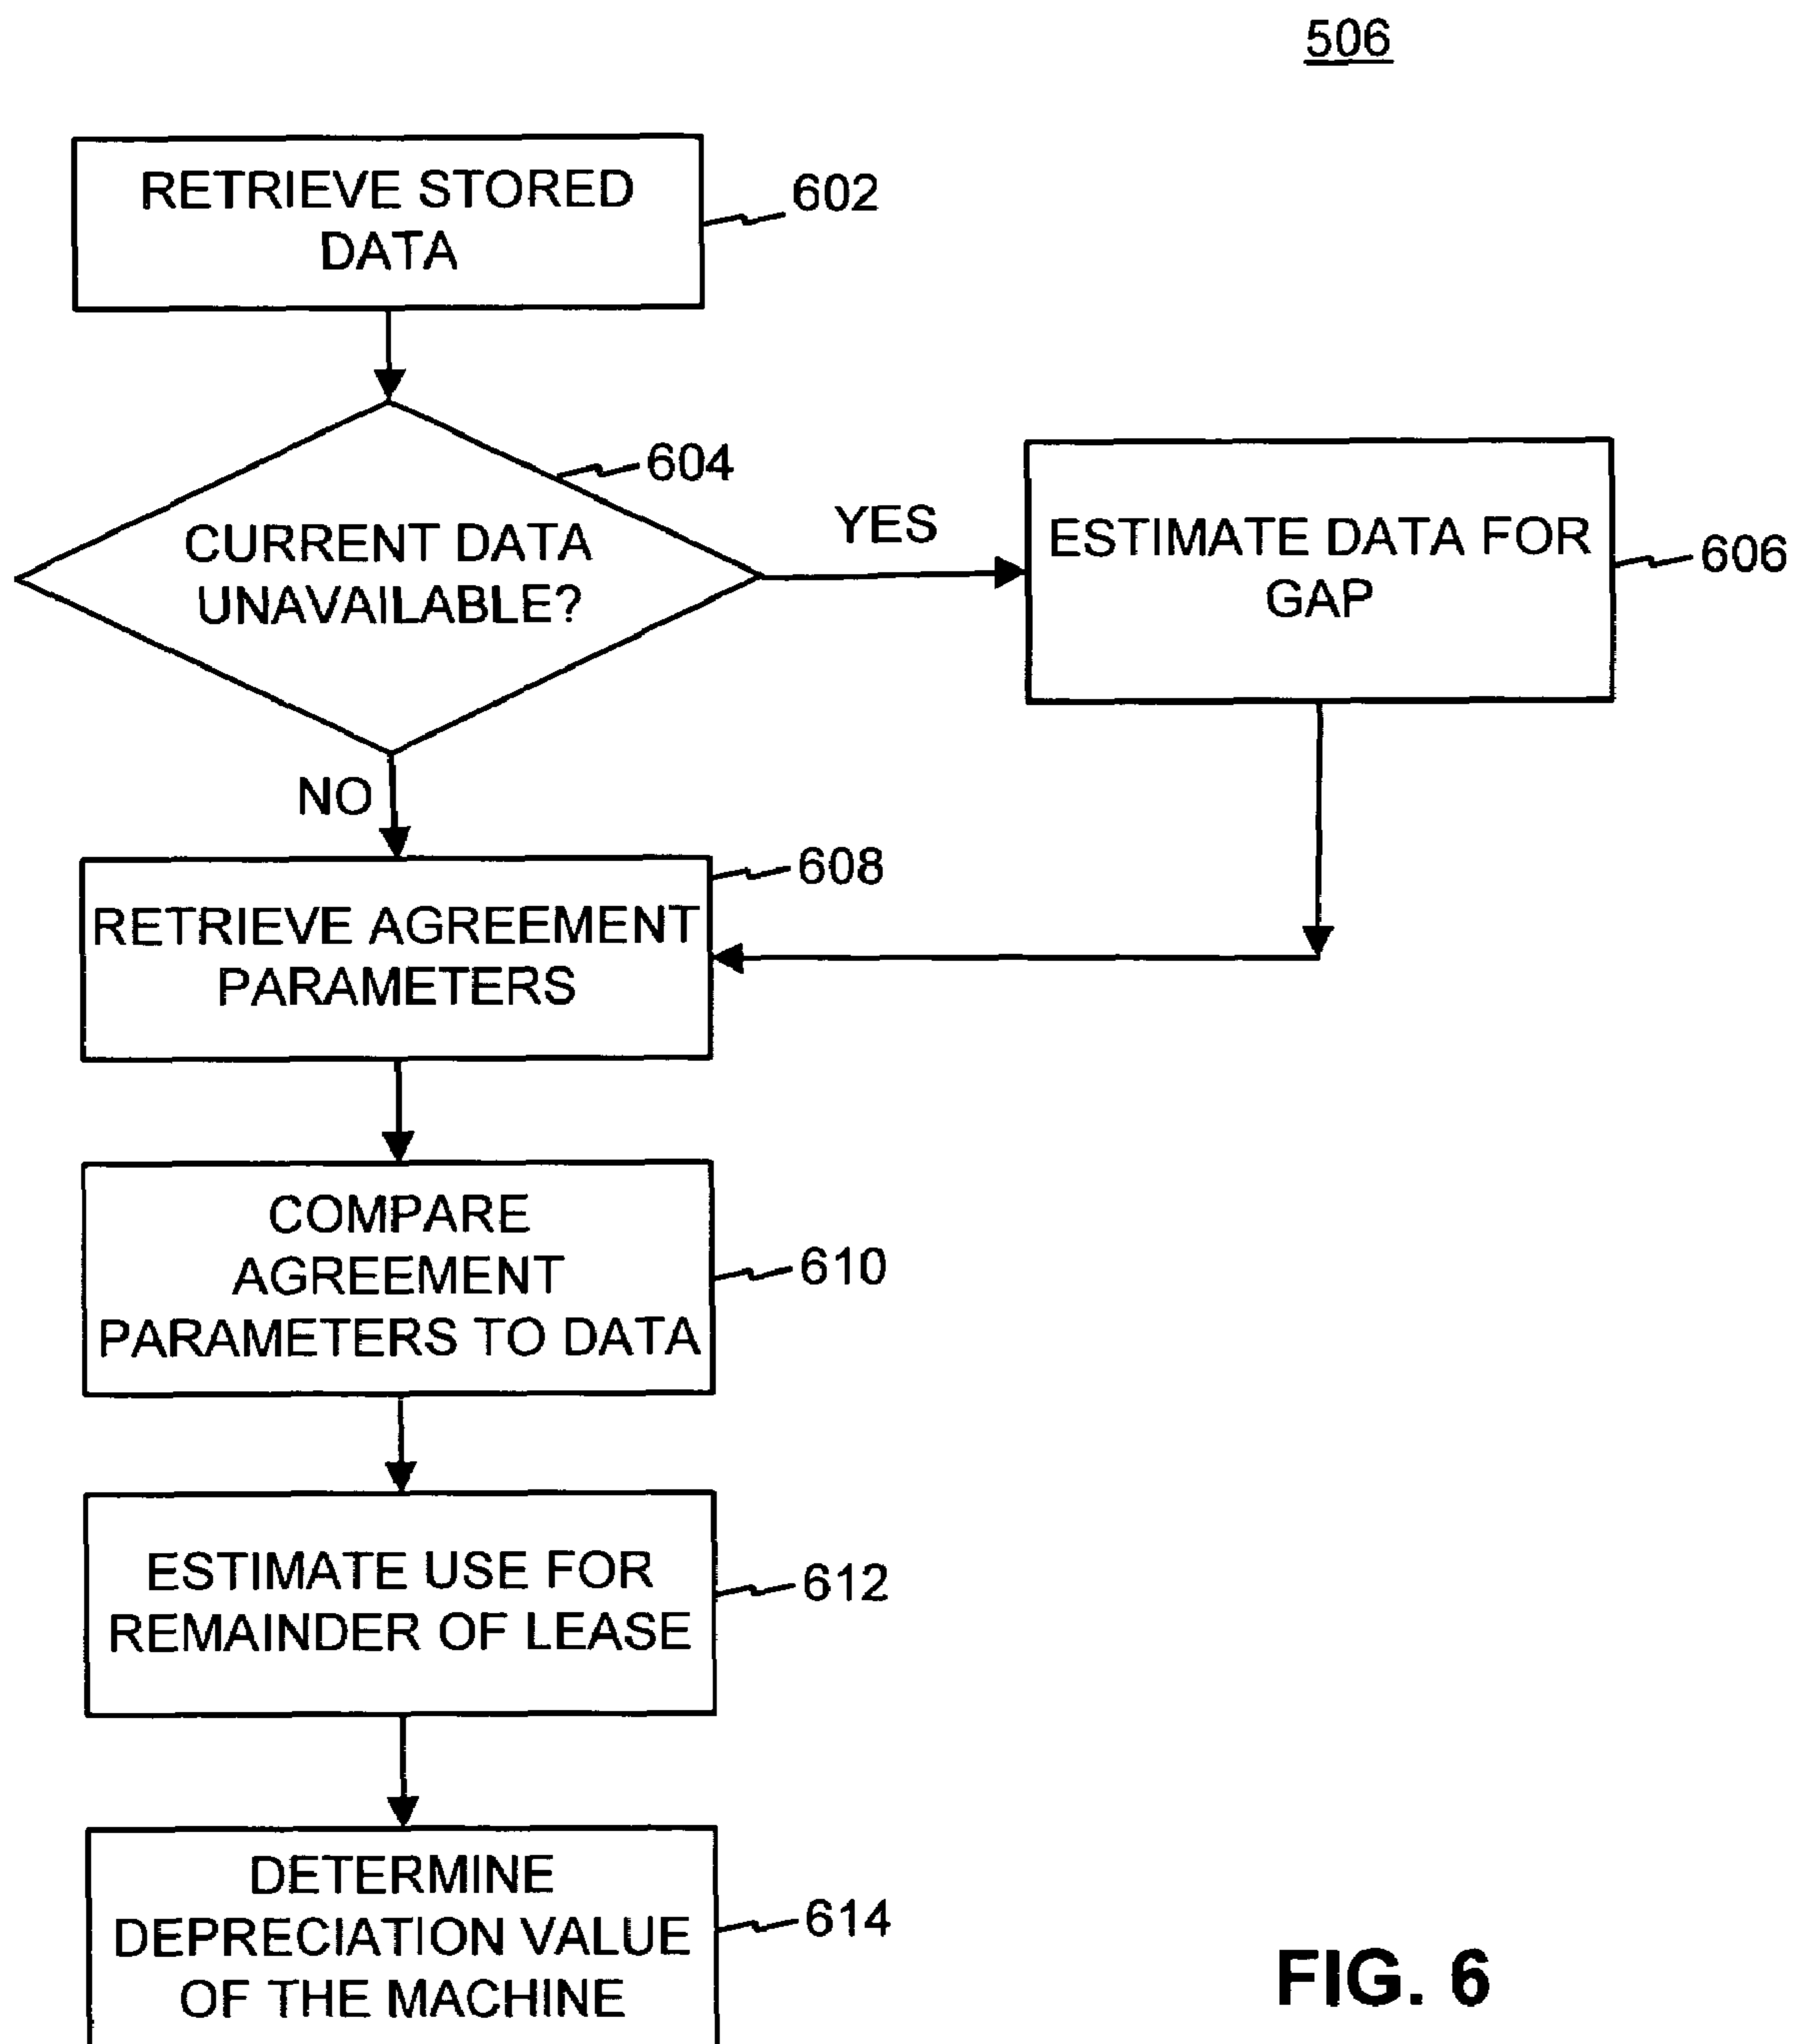 506
RETRIEVE STORED
DATA
602
604
CURRENT DATA
UNAVAILABLE?
YES
ESTIMATE DATA FOR
GAP
606
NO
608
RETRIEVE AGREEMENT
PARAMETERS
COMPARE
AGREEMENT
PARAMETERS TO DATA
610
ESTIMATE USE FOR
REMAINDER OF LEASE
612
DETERMINE
DEPRECIATION VALUE
OF THE MACHINE
614
FIG. 6